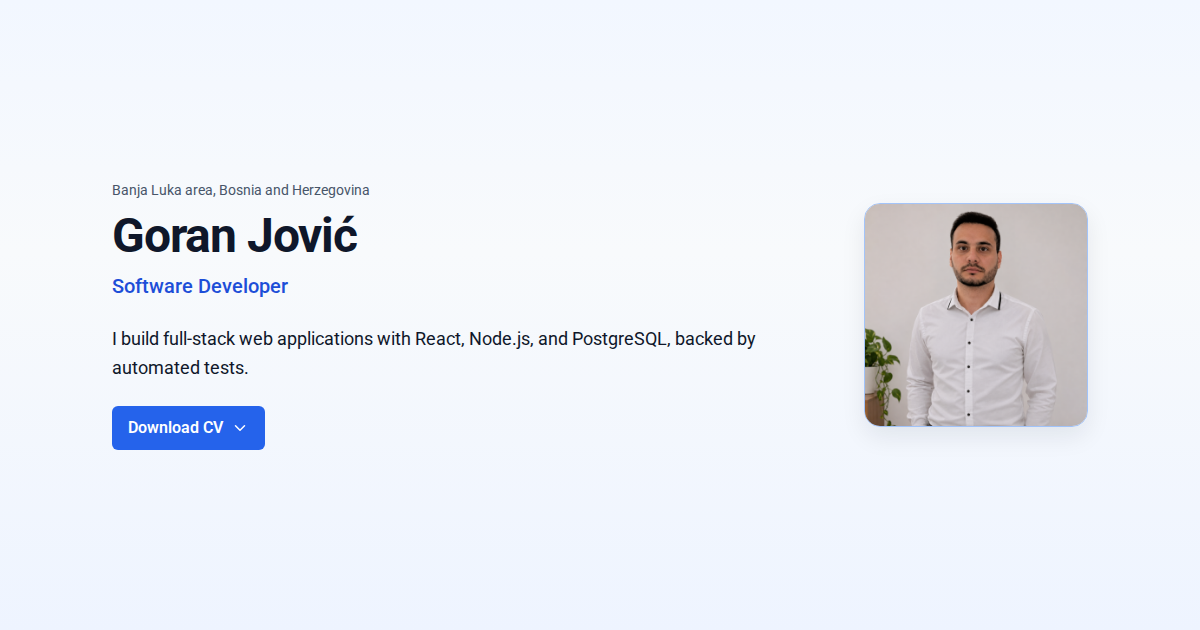 Banja Luka area, Bosnia and Herzegovina
Goran Jović
Software Developer
I build full-stack web applications with React, Node.js, and PostgreSQL, backed by
automated tests.
Download CV